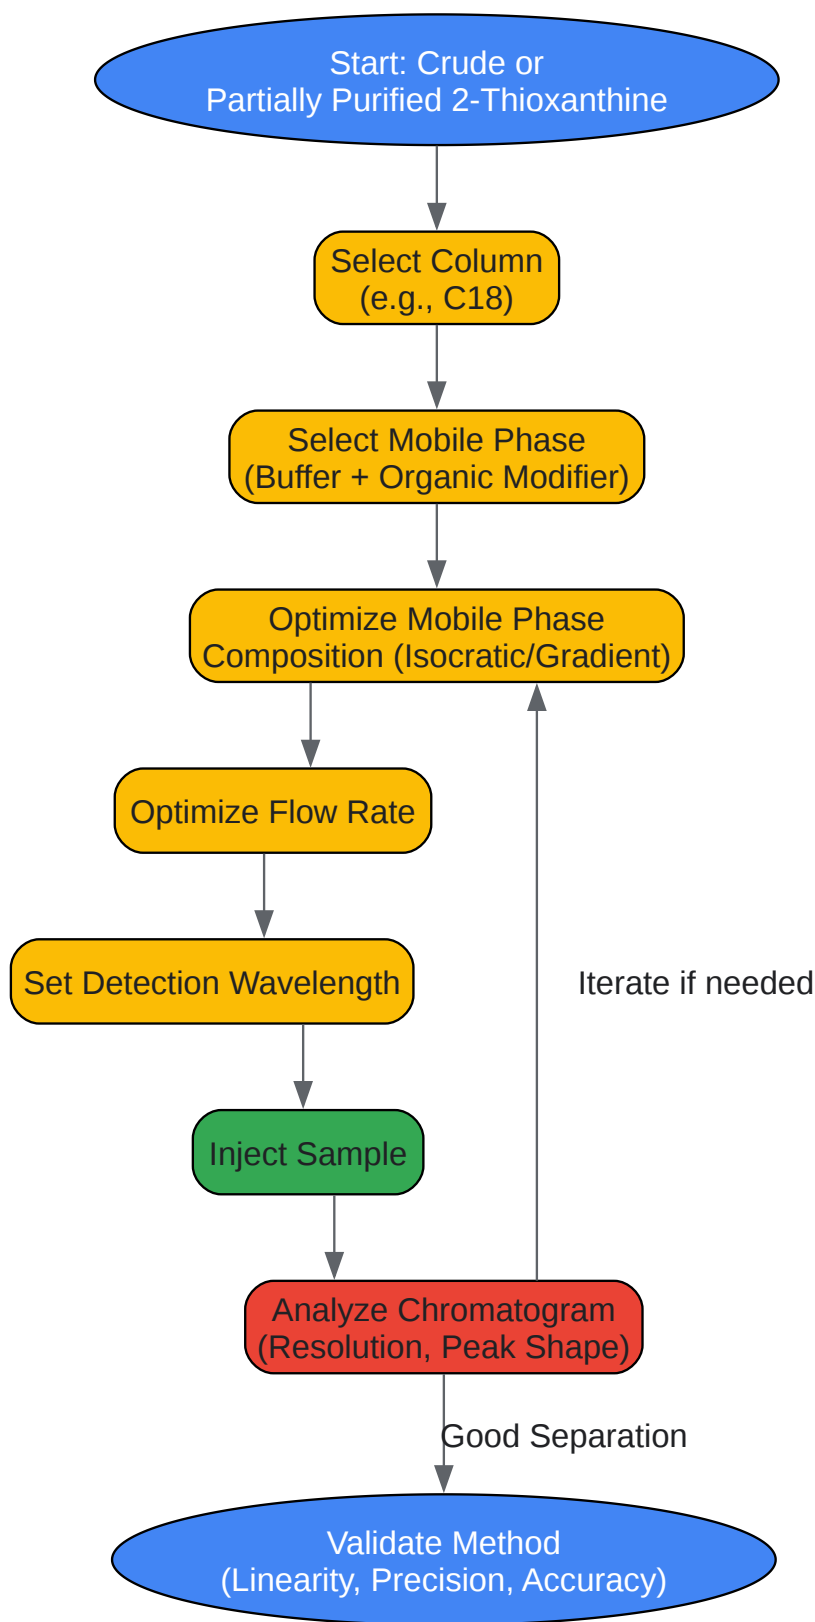 Start: Crude or
Partially Purified 2-Thioxanthine
Select Column
(e.g., C18)
Select Mobile Phase
(Buffer + Organic Modifier)
Optimize Mobile Phase
Composition (Isocratic/Gradient)
Optimize Flow Rate
Set Detection Wavelength
Iterate if needed
Inject Sample
Analyze Chromatogram
(Resolution, Peak Shape)
Good Separation
Validate Method
(Linearity, Precision, Accuracy)